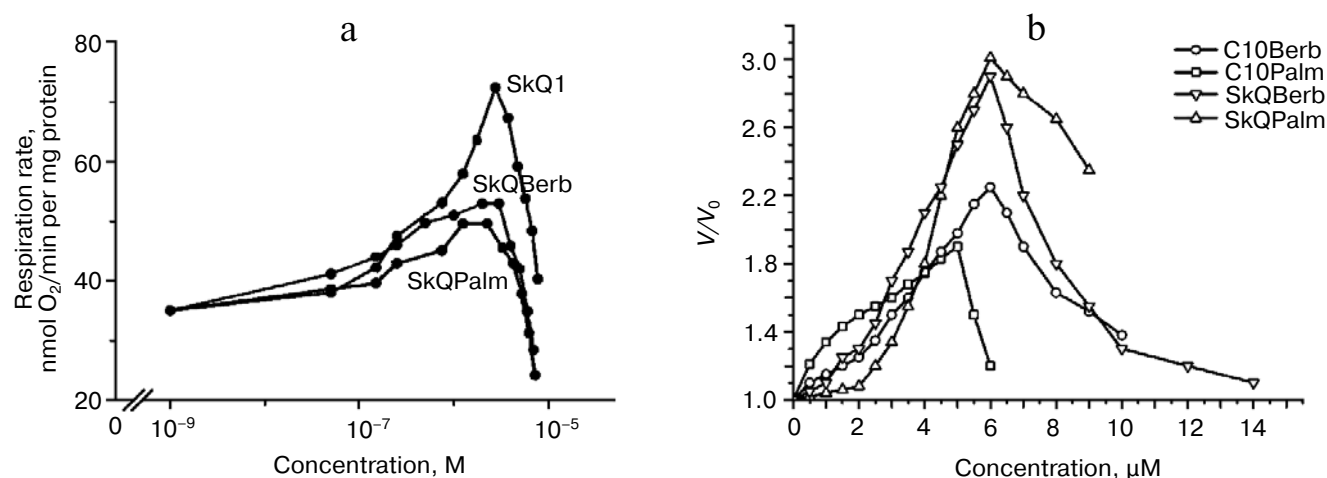 a
Respiration rate,
nmol O₂/min per mg protein
80
60
40
20
0
10⁻⁹
10⁻⁷
10⁻⁵
Concentration, M
SkQ1
SkQBerb
SkQPalm
b
V/V₀
3.0
2.6
2.2
1.8
1.4
1.0
0
2
4
6
8
10
12
14
Concentration, µM
C10Berb
C10Palm
SkQBerb
SkQPalm